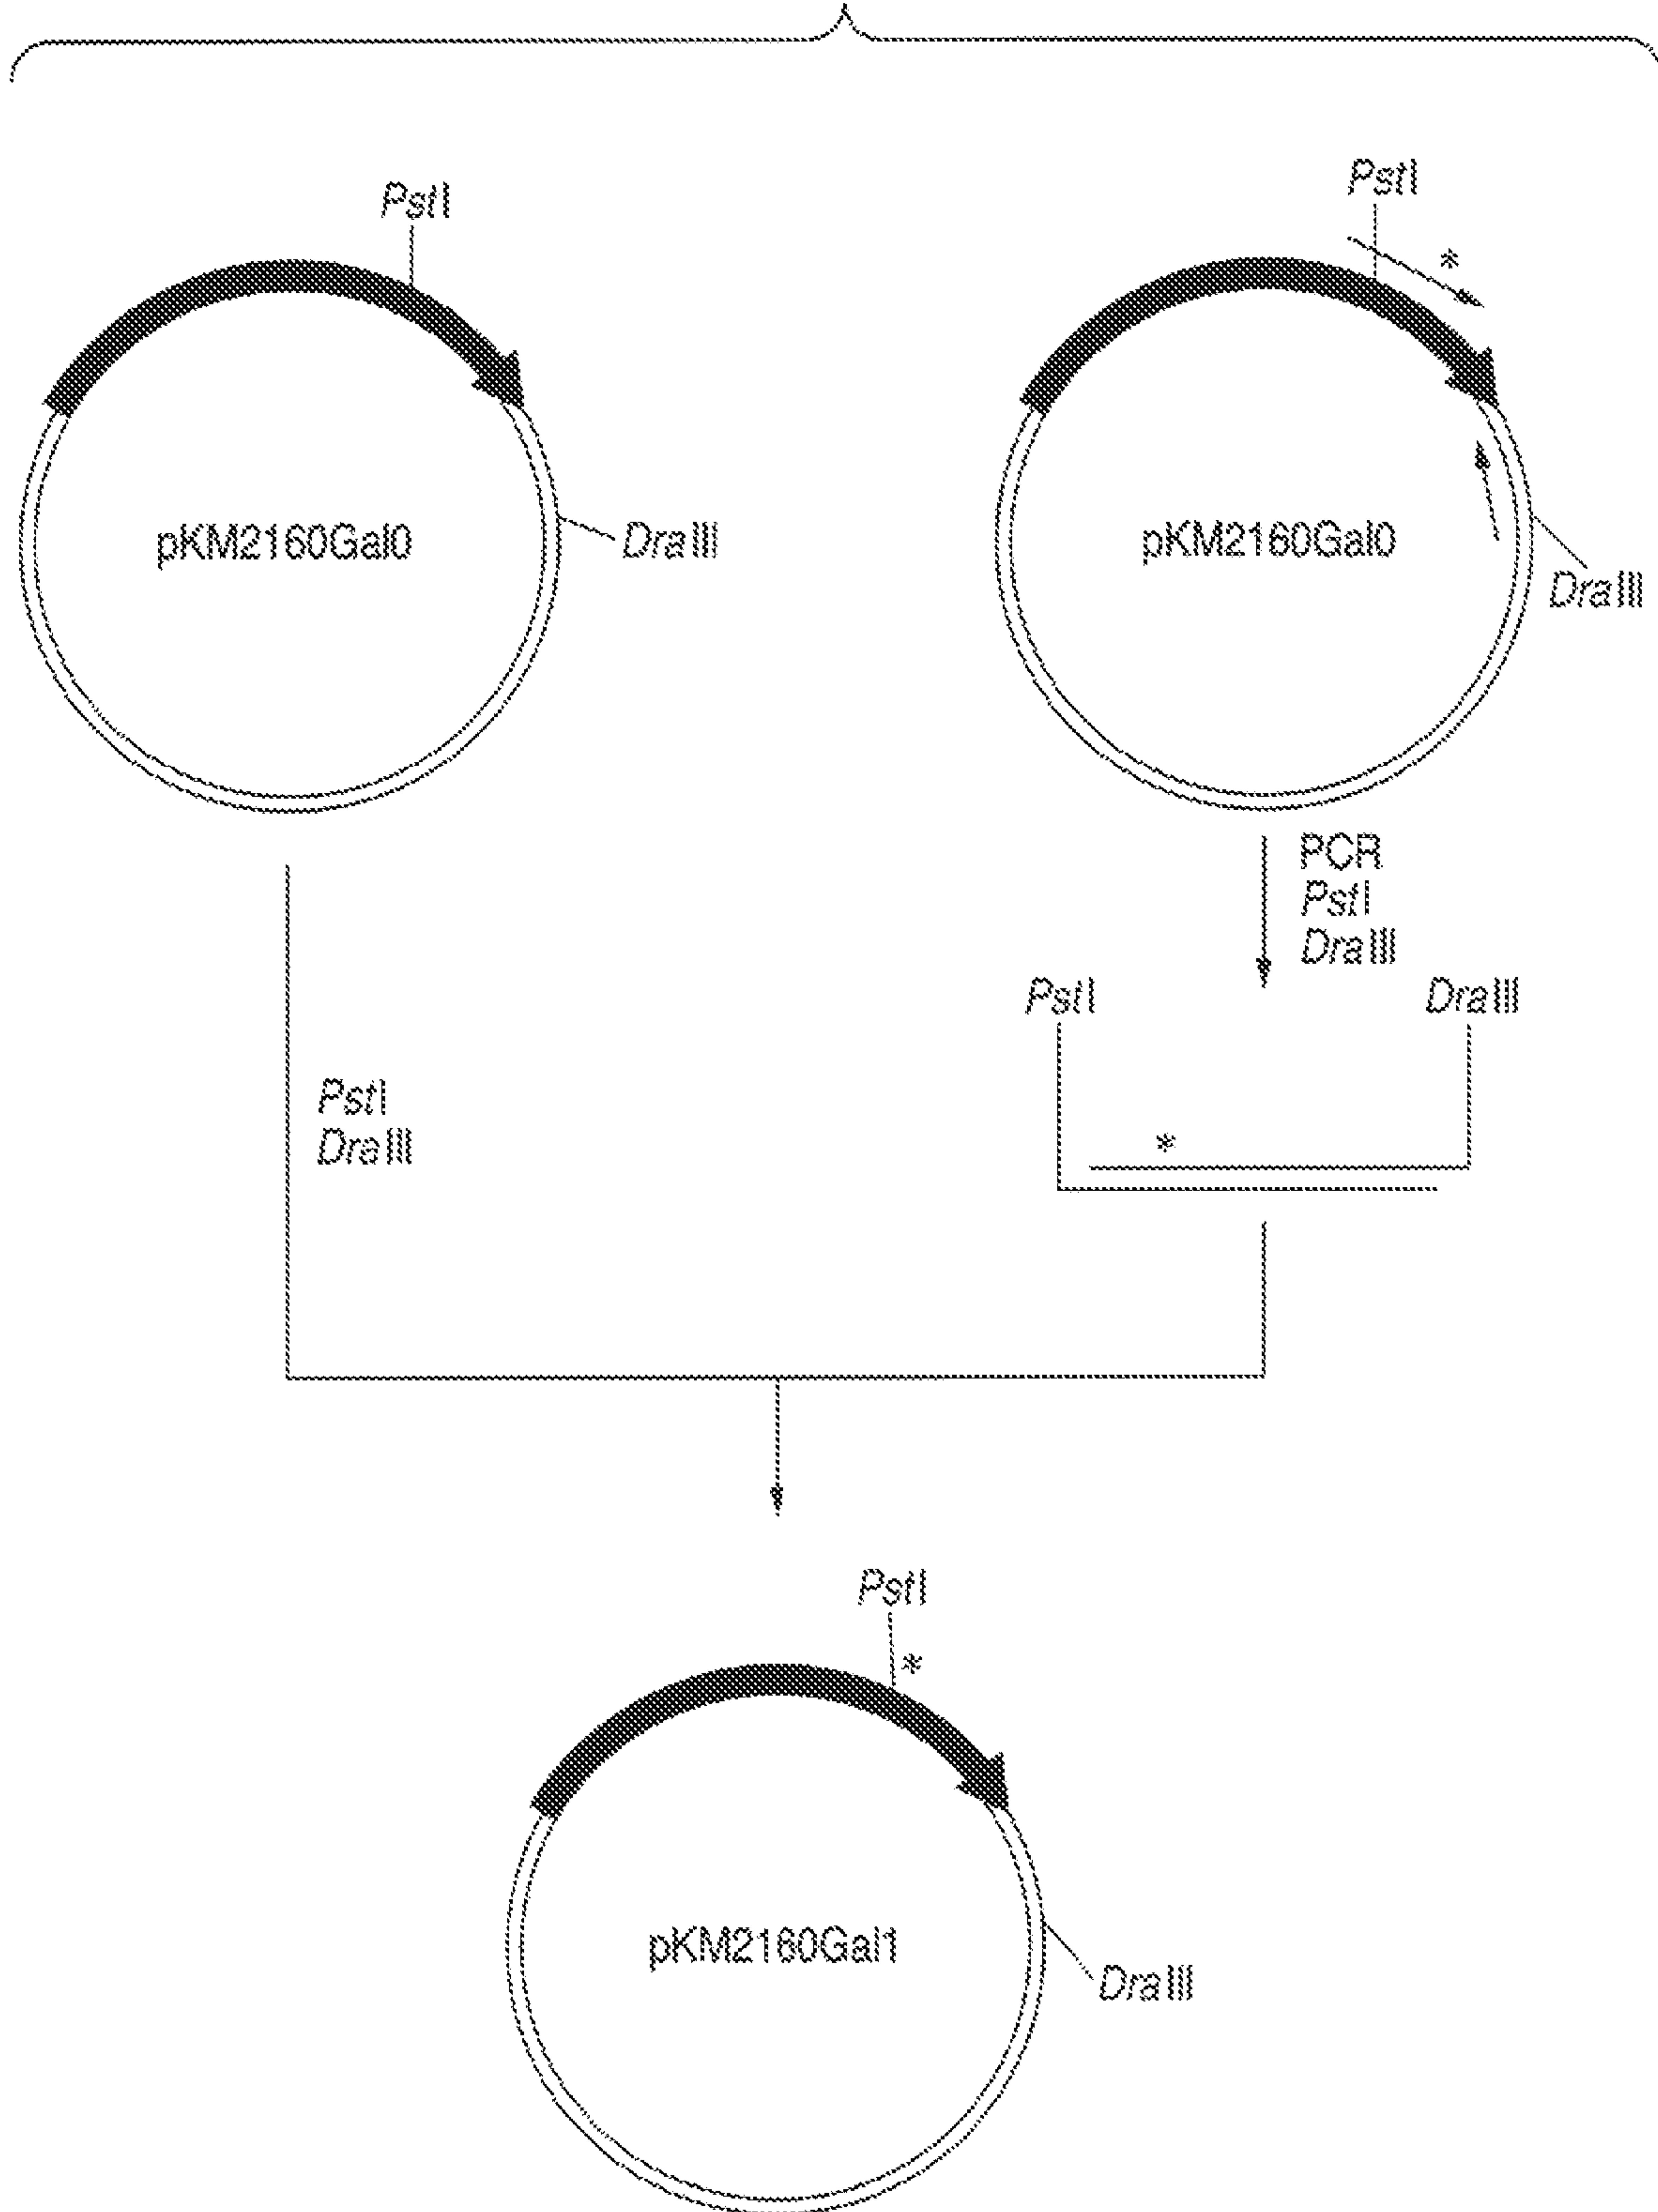 PstI
PstI
*
pKM2160Gal0
DraIII
pKM2160Gal0
DraIII
PCR
PstI
DraIII
PstI
DraIII
PstI
DraIII
*
PstI
*
pKM2160Gal1
DraIII